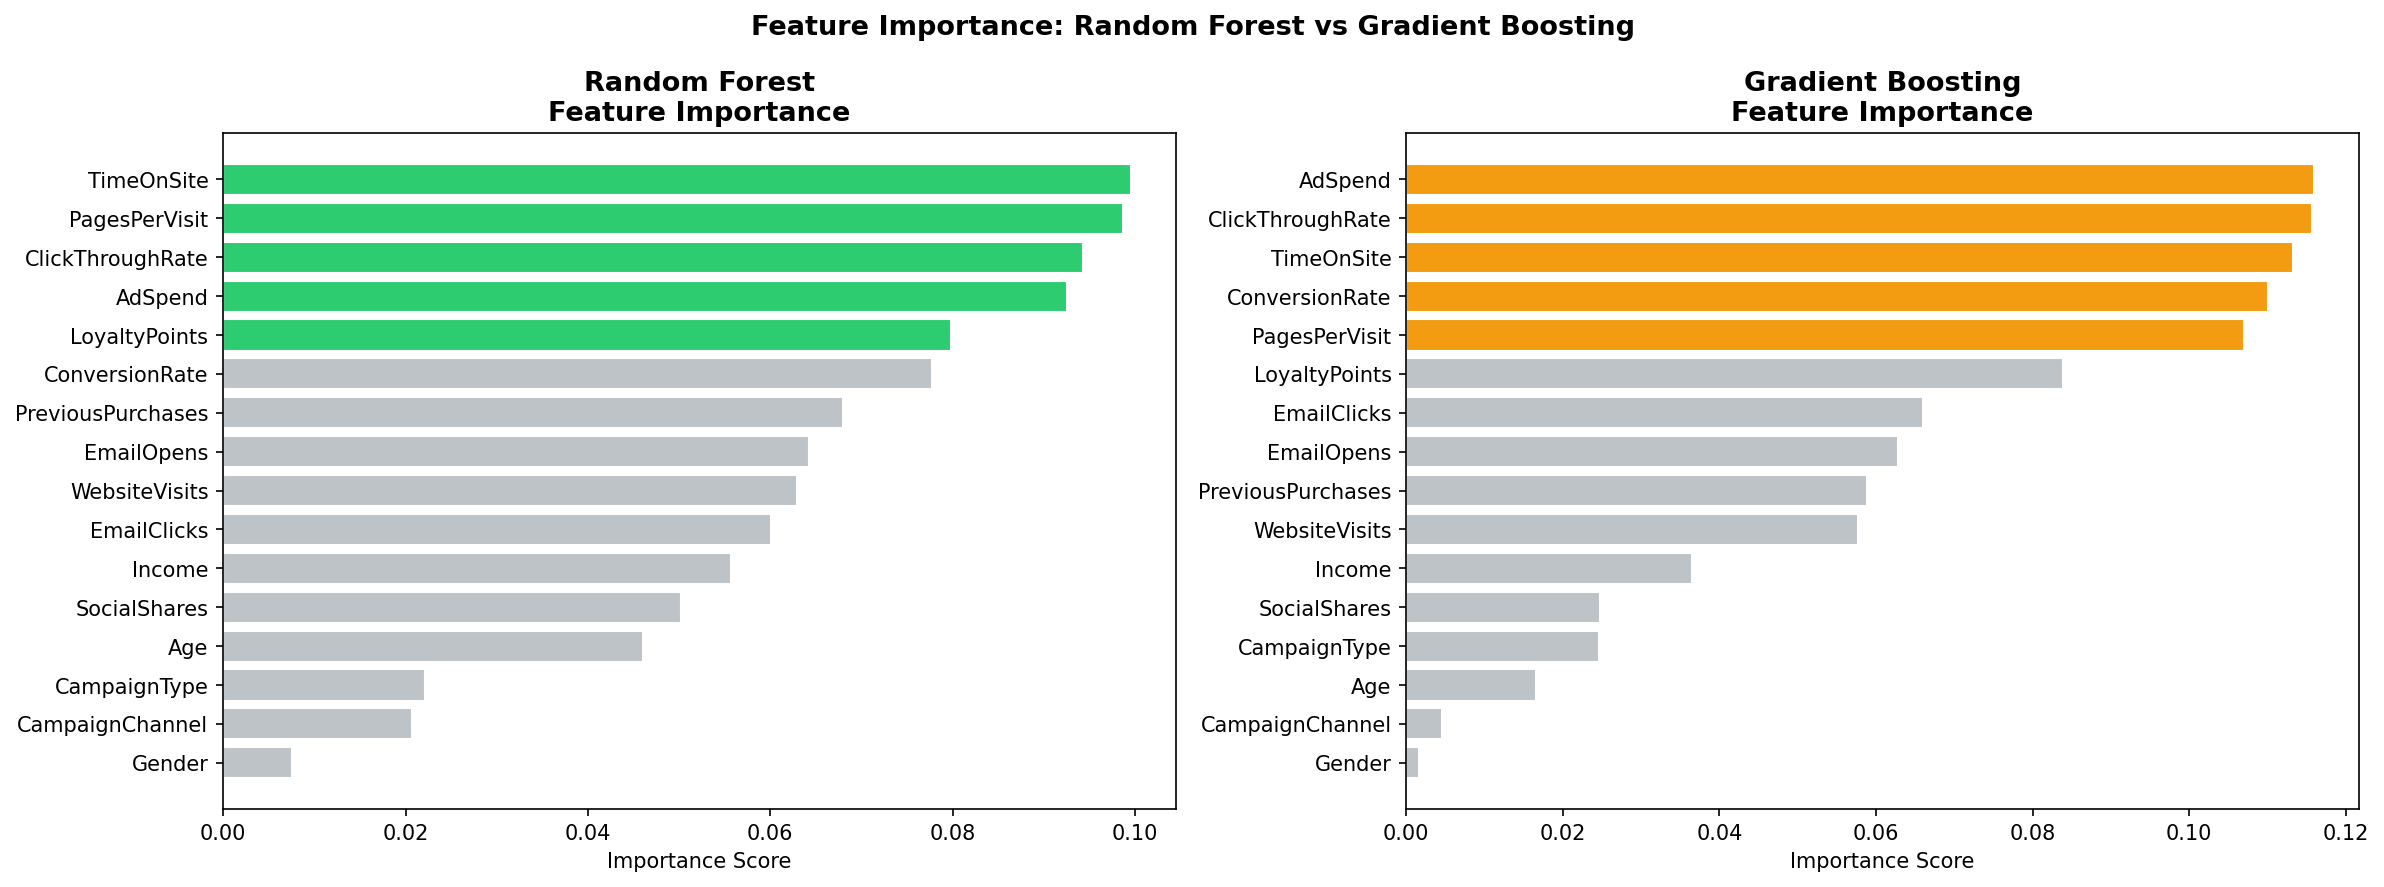 Feature Importance: Random Forest vs Gradient Boosting
Random Forest
Feature Importance
TimeOnSite
PagesPerVisit
ClickThroughRate
AdSpend
LoyaltyPoints
ConversionRate
PreviousPurchases
EmailOpens
WebsiteVisits
EmailClicks
Income
SocialShares
Age
CampaignType
CampaignChannel
Gender
0.00 0.02 0.04 0.06 0.08 0.10
Importance Score
Gradient Boosting
Feature Importance
AdSpend
ClickThroughRate
TimeOnSite
ConversionRate
PagesPerVisit
LoyaltyPoints
EmailClicks
EmailOpens
PreviousPurchases
WebsiteVisits
Income
SocialShares
CampaignType
Age
CampaignChannel
Gender
0.00 0.02 0.04 0.06 0.08 0.10 0.12
Importance Score